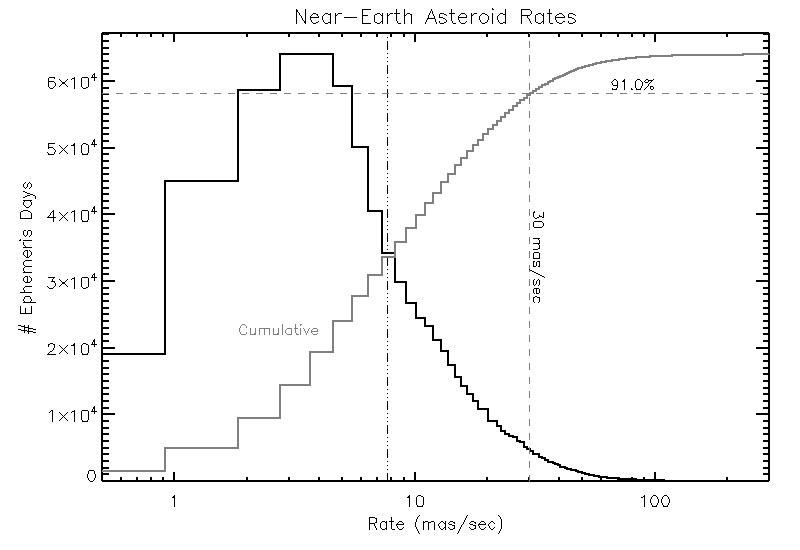 Near-Earth Asteroid Rates
# Ephemeris Days
6×10⁴
5×10⁴
4×10⁴
3×10⁴
2×10⁴
1×10⁴
0
91.0%
30 mas/sec
Cumulative
1
10
100
Rate (mas/sec)